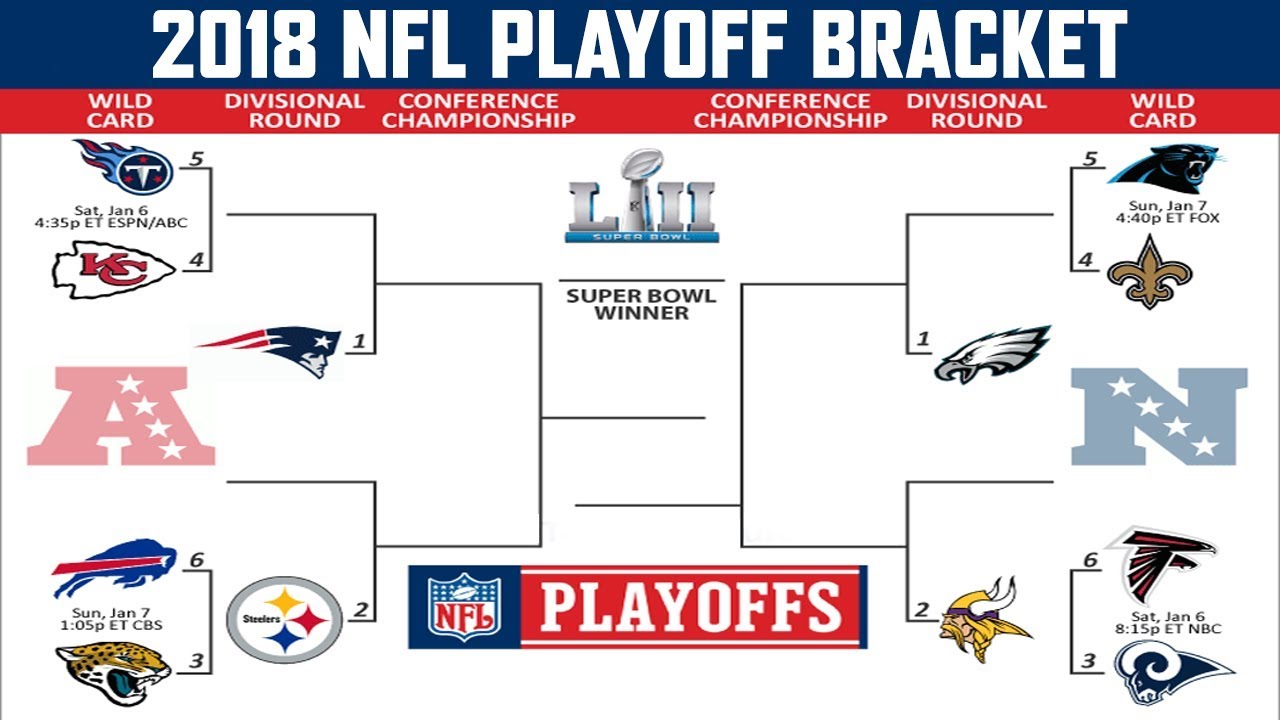 2018 NFL PLAYOFF BRACKET
WILD CARD
DIVISIONAL ROUND
CONFERENCE CHAMPIONSHIP
CONFERENCE CHAMPIONSHIP
DIVISIONAL ROUND
WILD CARD
T
5
Sat, Jan 6
4:35p ET ESPN/ABC
KC
4
1
A
6
Sun, Jan 7
1:05p ET CBS
3
Steelers
2
LII
SUPER BOWL
SUPER BOWL
WINNER
NFL PLAYOFFS
5
Sun, Jan 7
4:40p ET FOX
4
1
N
6
Sat, Jan 6
8:15p ET NBC
3
2